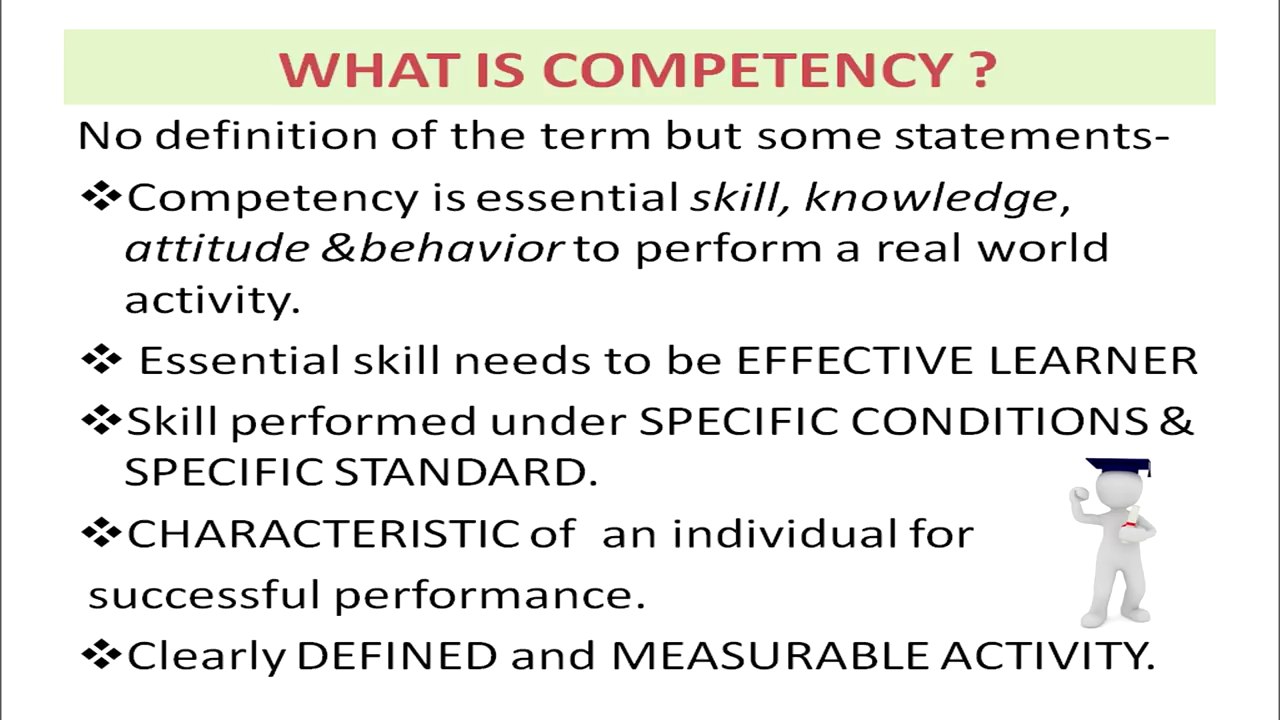 WHAT IS COMPETENCY ?
No definition of the term but some statements-
❖Competency is essential skill, knowledge,
attitude &behavior to perform a real world
activity.
❖ Essential skill needs to be EFFECTIVE LEARNER
❖Skill performed under SPECIFIC CONDITIONS &
SPECIFIC STANDARD.
❖CHARACTERISTIC of an individual for
successful performance.
❖Clearly DEFINED and MEASURABLE ACTIVITY.